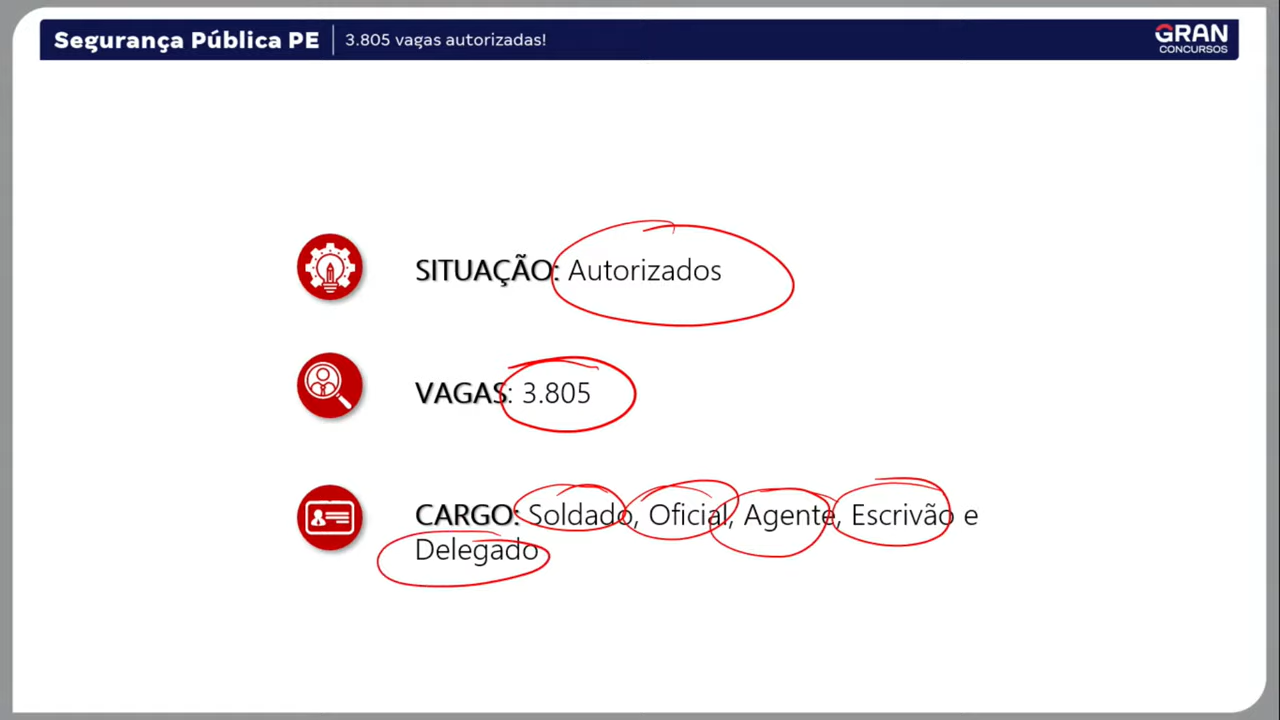 Segurança Pública PE
3.805 vagas autorizadas!
GRAN
CONCURSOS
SITUAÇÃO: Autorizados
VAGAS: 3.805
CARGO: Soldado, Oficial, Agente, Escrivão e
Delegado